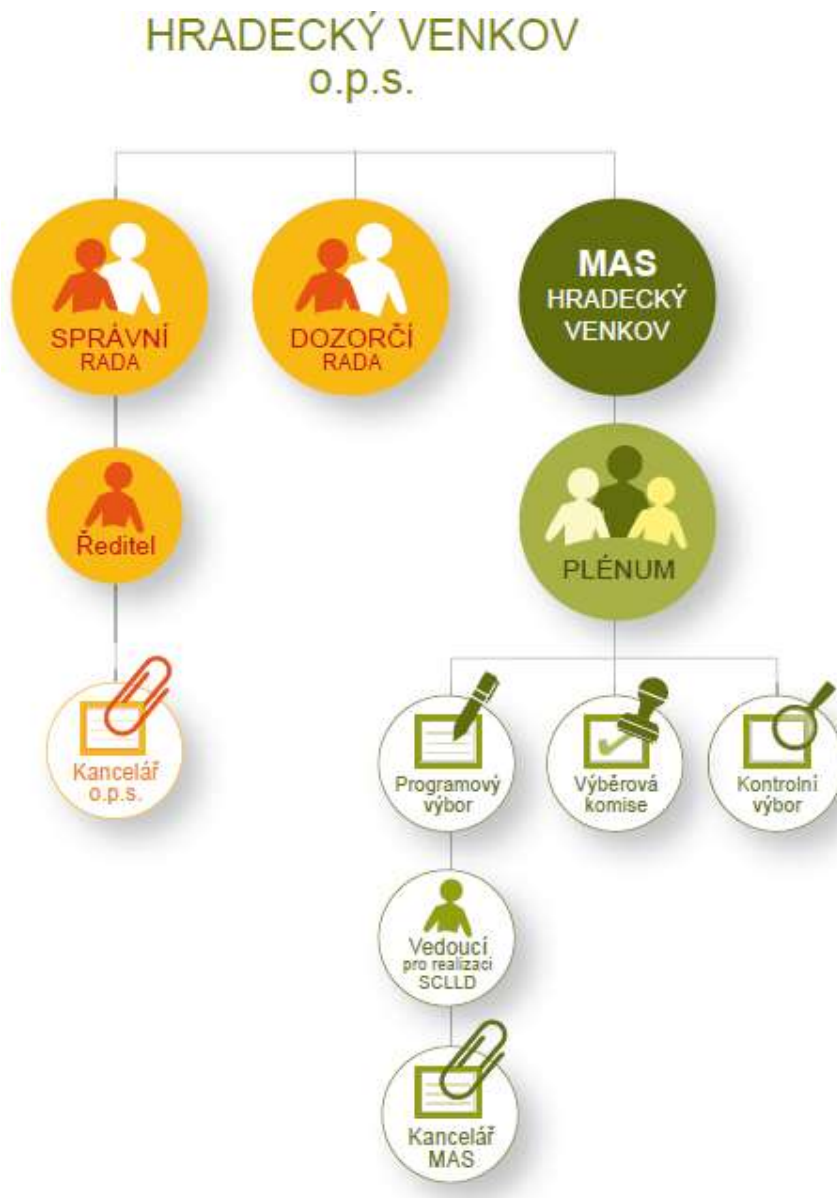 HRADECKÝ VENKOV
o.p.s.
SPRÁVNÍ
RADA
DOZORČÍ
RADA
MAS
HRADECKÝ
VENKOV
Ředitel
PLÉNUM
Kancelář
o.p.s.
Programový
výbor
Výběrová
komise
Kontrolní
výbor
Vedoucí
pro realizaci
SCLLD
Kancelář
MAS